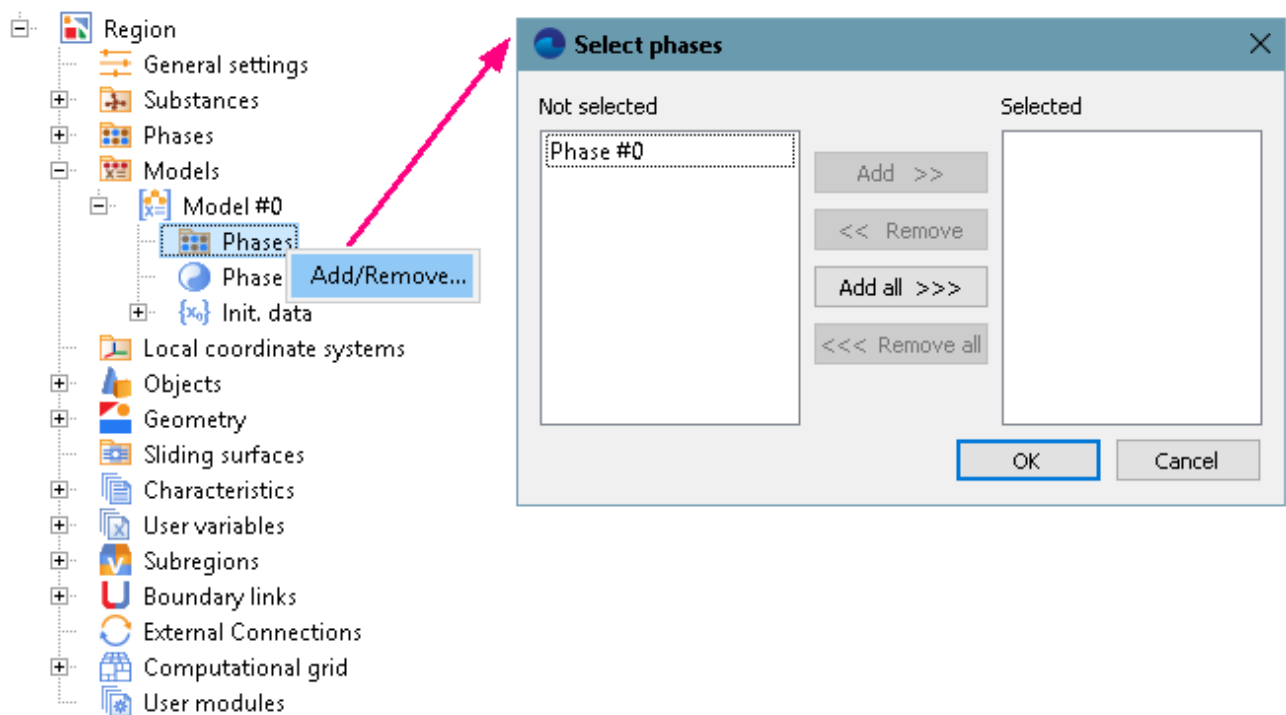 Region
General settings
Substances
Phases
Models
Model #0
Phases
Phase
Add/Remove...
Init. data
Local coordinate systems
Objects
Geometry
Sliding surfaces
Characteristics
User variables
Subregions
Boundary links
External Connections
Computational grid
User modules
Select phases
Not selected
Selected
Phase #0
Add >>
<< Remove
Add all >>>
<<< Remove all
OK
Cancel